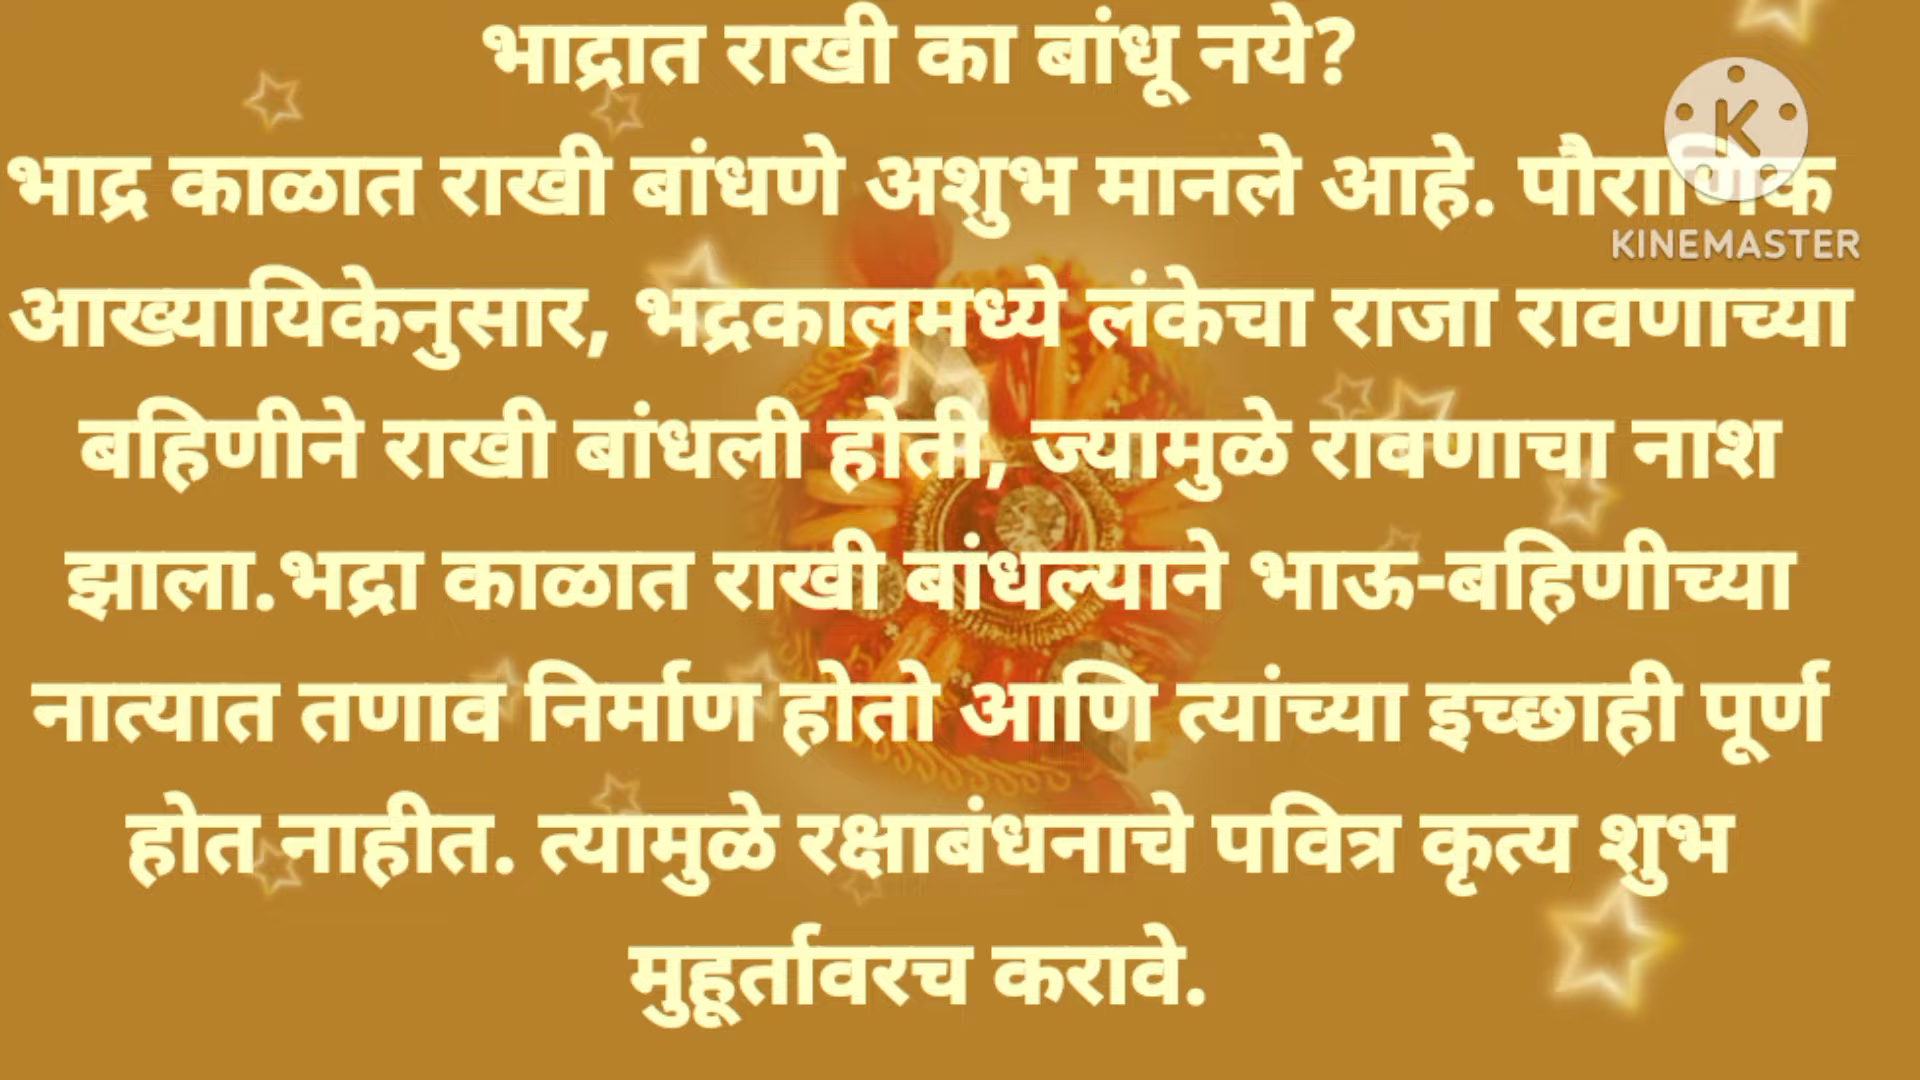 भाद्रात राखी का बांधू नये?
भाद्र काळात राखी बांधणे अशुभ मानले आहे. पौराणिक
आख्यायिकेनुसार, भद्रकालमध्ये लंकेचा राजा रावणाच्या
बहिणीने राखी बांधली होती, ज्यामुळे रावणाचा नाश
झाला.भद्रा काळात राखी बांधल्याने भाऊ-बहिणीच्या
नात्यात तणाव निर्माण होतो आणि त्यांच्या इच्छाही पूर्ण
होत नाहीत. त्यामुळे रक्षाबंधनाचे पवित्र कृत्य शुभ
मुहूर्तावरच करावे.
K
KINEMASTER